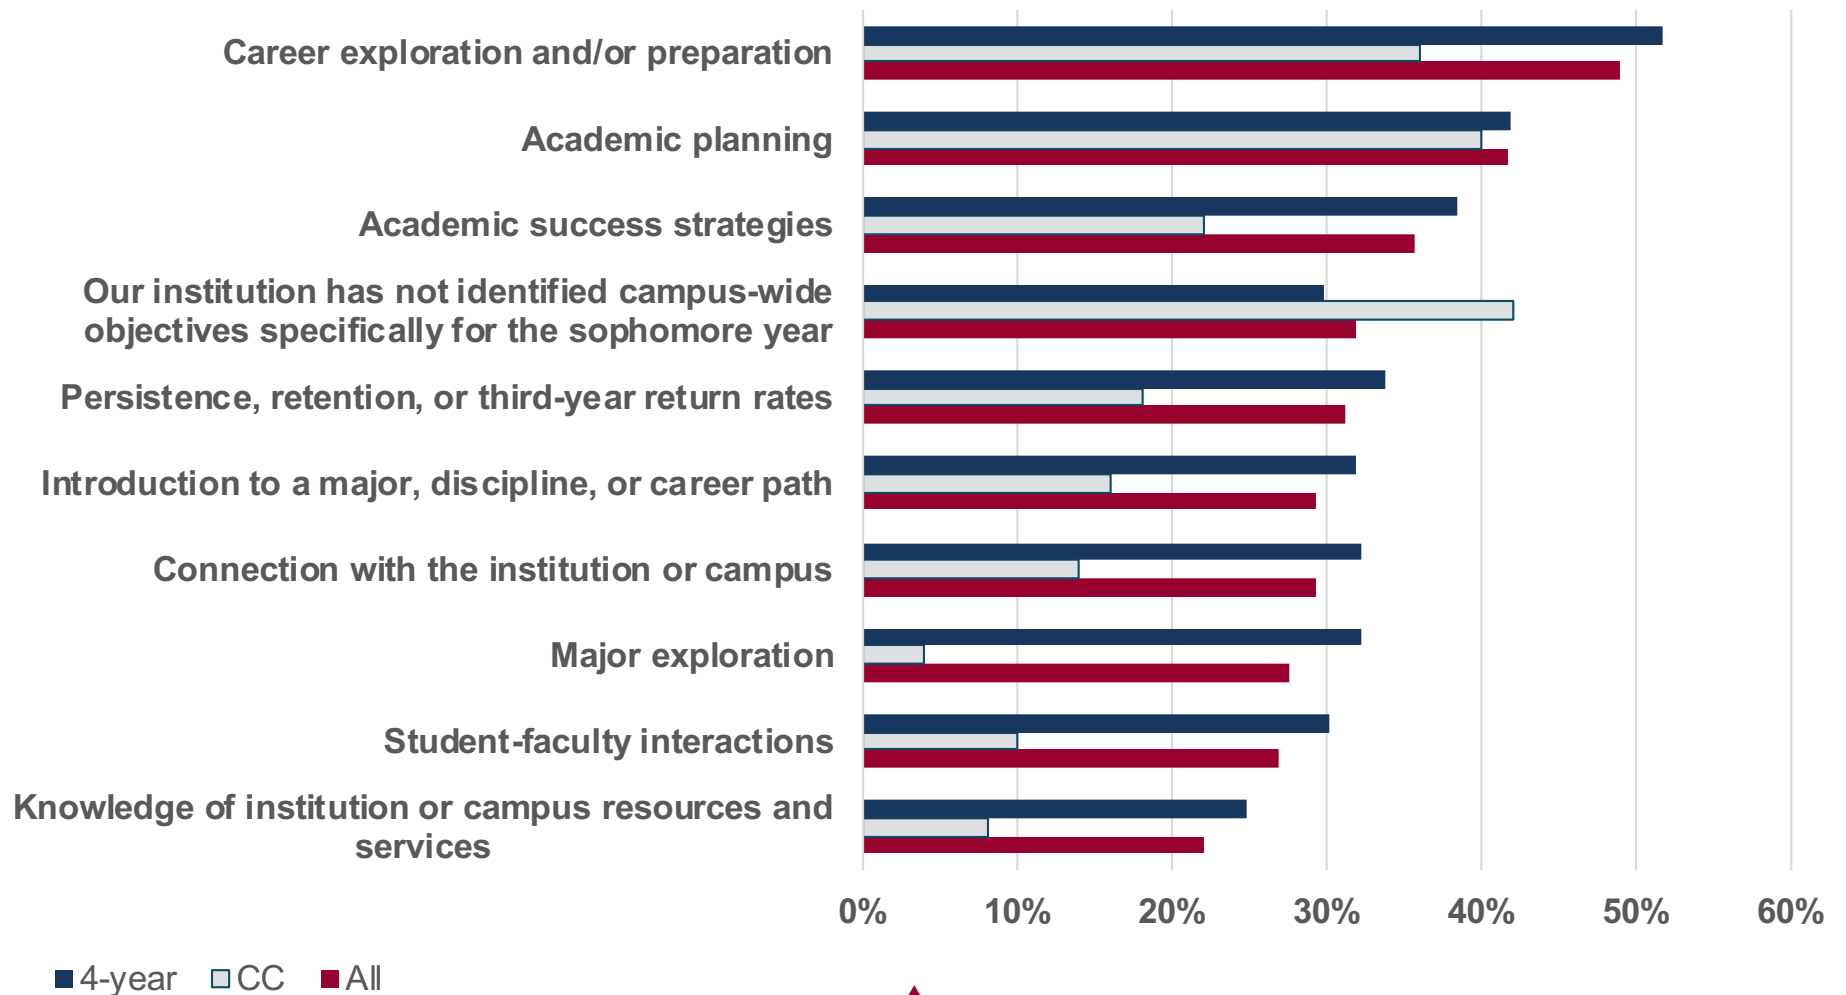 Career exploration and/or preparation
Academic planning
Academic success strategies
Our institution has not identified campus-wide
objectives specifically for the sophomore year
Persistence, retention, or third-year return rates
Introduction to a major, discipline, or career path
Connection with the institution or campus
Major exploration
Student-faculty interactions
Knowledge of institution or campus resources and
services
0% 10% 20% 30% 40% 50% 60%
4-year CC All